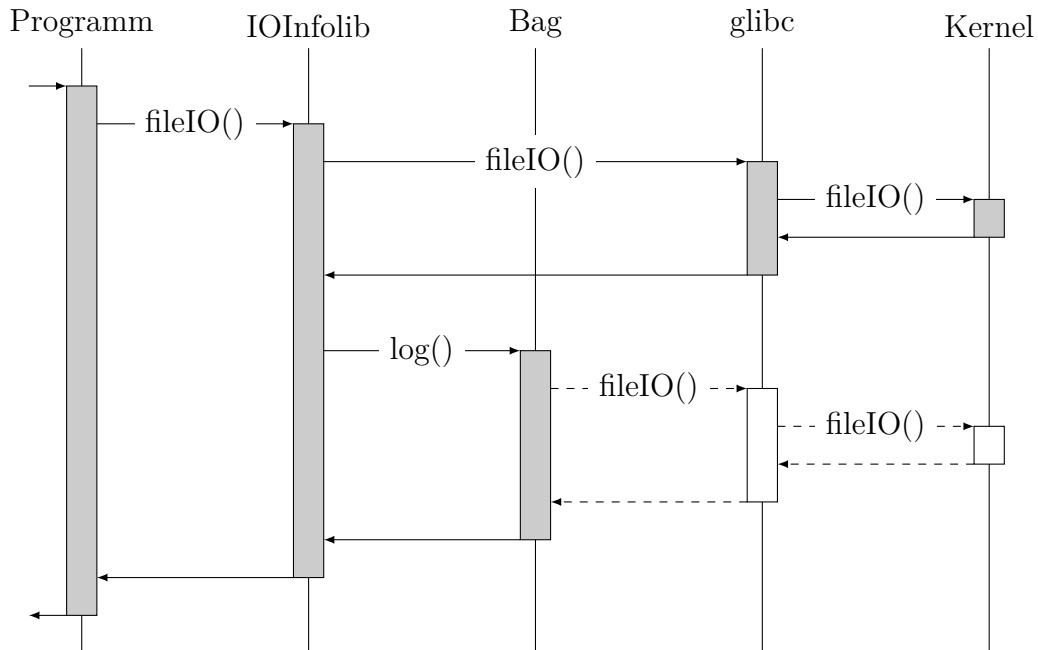 Programm
IOInfolib
Bag
glibc
Kernel
fileIO()
fileIO()
fileIO()
log()
fileIO()
fileIO()